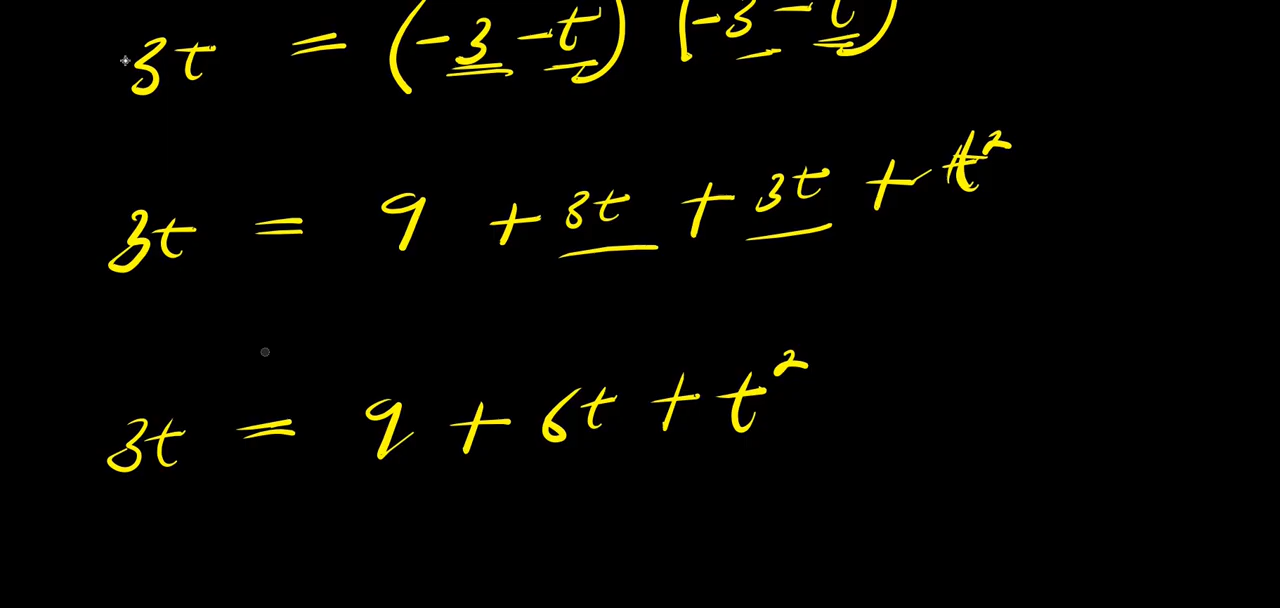 3t = (-3 -t) (-3 -t)
3t = 9 + 3t + 3t + t²
3t = 9 + 6t + t²